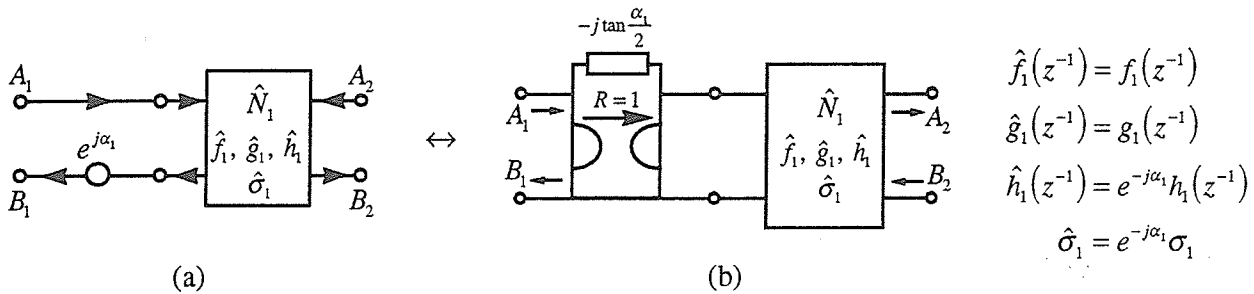 −j tan α₁/2
A₁
A₂
N̂₁
f̂₁, ĝ₁, ĥ₁
σ̂₁
e^{jα₁}
B₁
B₂
(a)
↔
A₁
R = 1
B₁
N̂₁
f̂₁, ĝ₁, ĥ₁
σ̂₁
A₂
B₂
(b)
f̂₁(z⁻¹) = f₁(z⁻¹)
ĝ₁(z⁻¹) = g₁(z⁻¹)
ĥ₁(z⁻¹) = e^{−jα₁}h₁(z⁻¹)
σ̂₁ = e^{−jα₁}σ₁